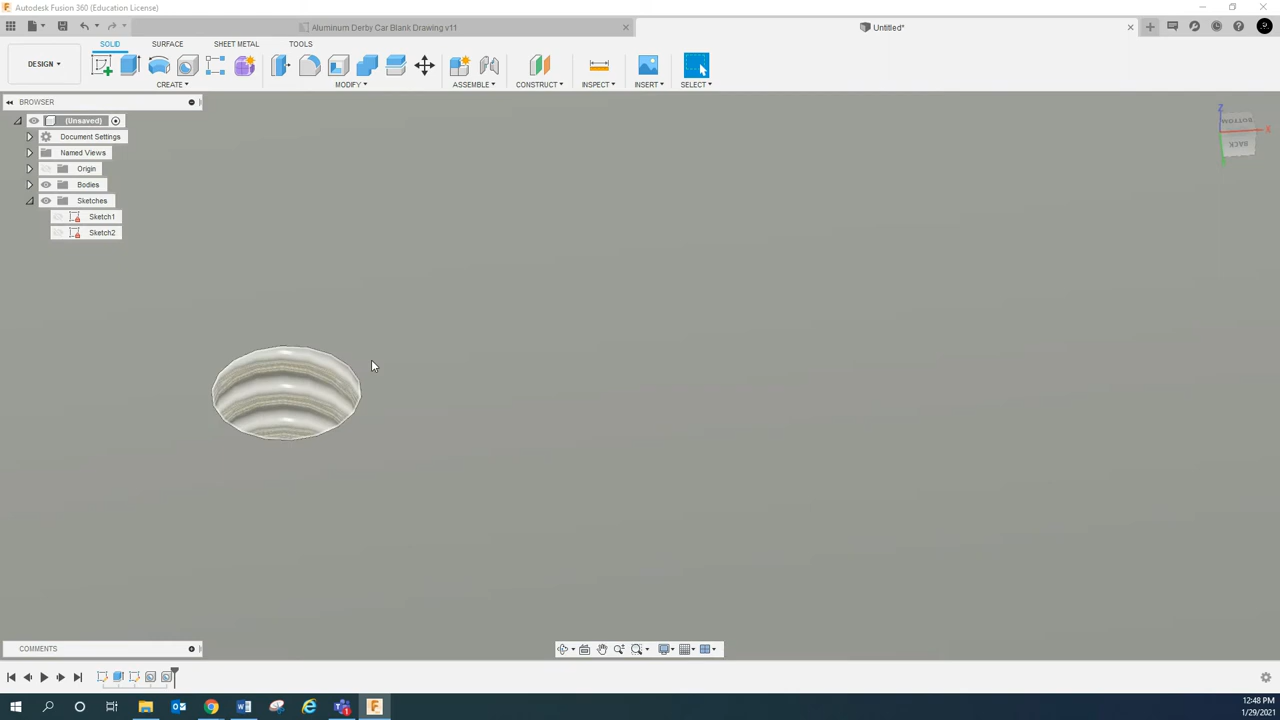 Autodesk Fusion 360 (Education License)
Aluminum Derby Car Blank Drawing v11
Untitled*
DESIGN
SOLID
SURFACE
SHEET METAL
TOOLS
CREATE
MODIFY
ASSEMBLE
CONSTRUCT
INSPECT
INSERT
SELECT
BROWSER
(Unsaved)
Document Settings
Named Views
Origin
Bodies
Sketches
Sketch1
Sketch2
Z
X
BOTTOM
BACK
COMMENTS
12:48 PM
1/29/2021